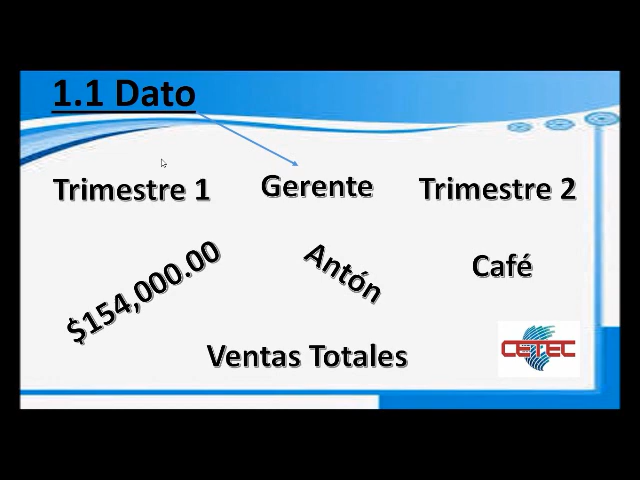 1.1 Dato
Trimestre 1
Gerente
Trimestre 2
$154,000.00
Antón
Café
Ventas Totales
CETEC